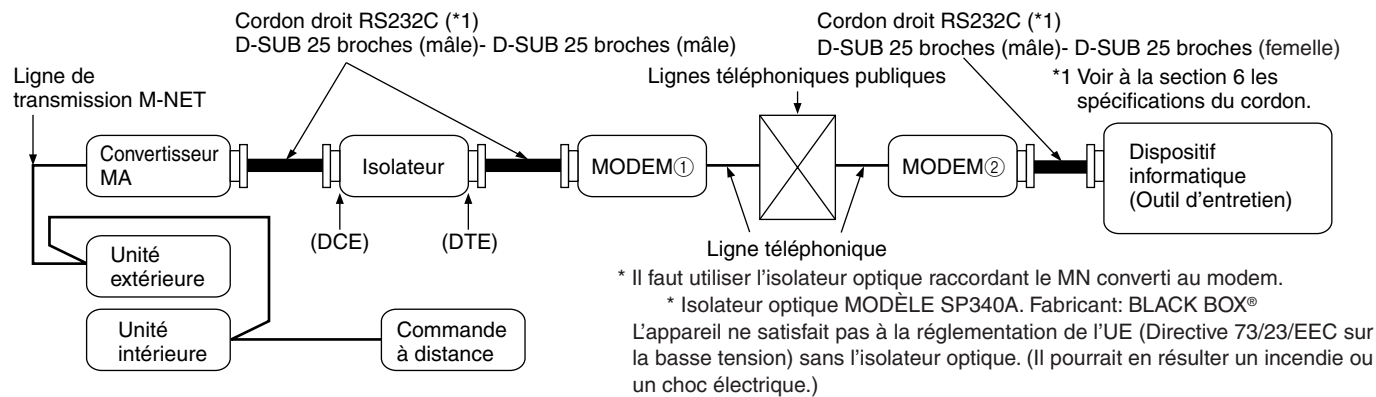 Cordon droit RS232C (*1)
D-SUB 25 broches (mâle)- D-SUB 25 broches (mâle)
Cordon droit RS232C (*1)
D-SUB 25 broches (mâle)- D-SUB 25 broches (femelle)
Ligne de
transmission M-NET
Lignes téléphoniques publiques
*1 Voir à la section 6 les
spécifications du cordon.
Convertisseur
MA
Isolateur
MODEM①
MODEM②
Dispositif
informatique
(Outil d’entretien)
(DCE)
(DTE)
Ligne téléphonique
Unité
extérieure
Unité
intérieure
Commande
à distance
* Il faut utiliser l’isolateur optique raccordant le MN converti au modem.
* Isolateur optique MODÈLE SP340A. Fabricant: BLACK BOX®
L’appareil ne satisfait pas à la réglementation de l’UE (Directive 73/23/EEC sur
la basse tension) sans l’isolateur optique. (Il pourrait en résulter un incendie ou
un choc électrique.)